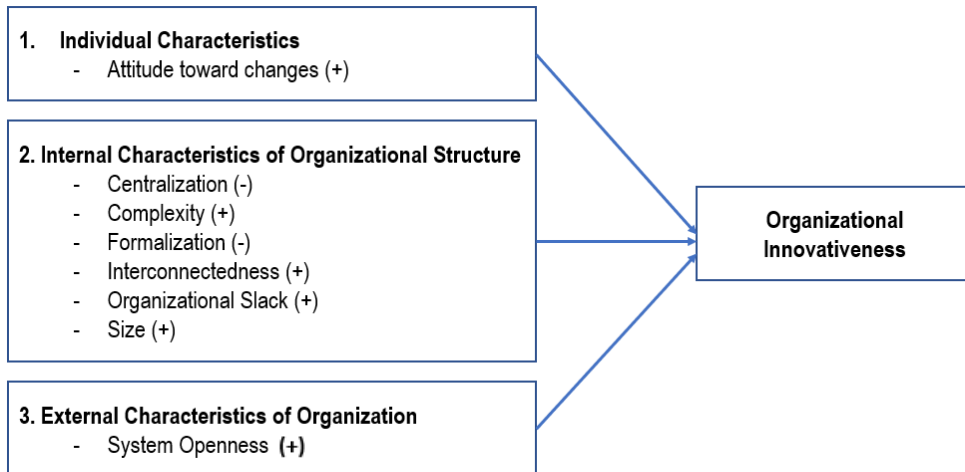 1. Individual Characteristics
- Attitude toward changes (+)
2. Internal Characteristics of Organizational Structure
- Centralization (-)
- Complexity (+)
- Formalization (-)
- Interconnectedness (+)
- Organizational Slack (+)
- Size (+)
3. External Characteristics of Organization
- System Openness (+)
Organizational
Innovativeness